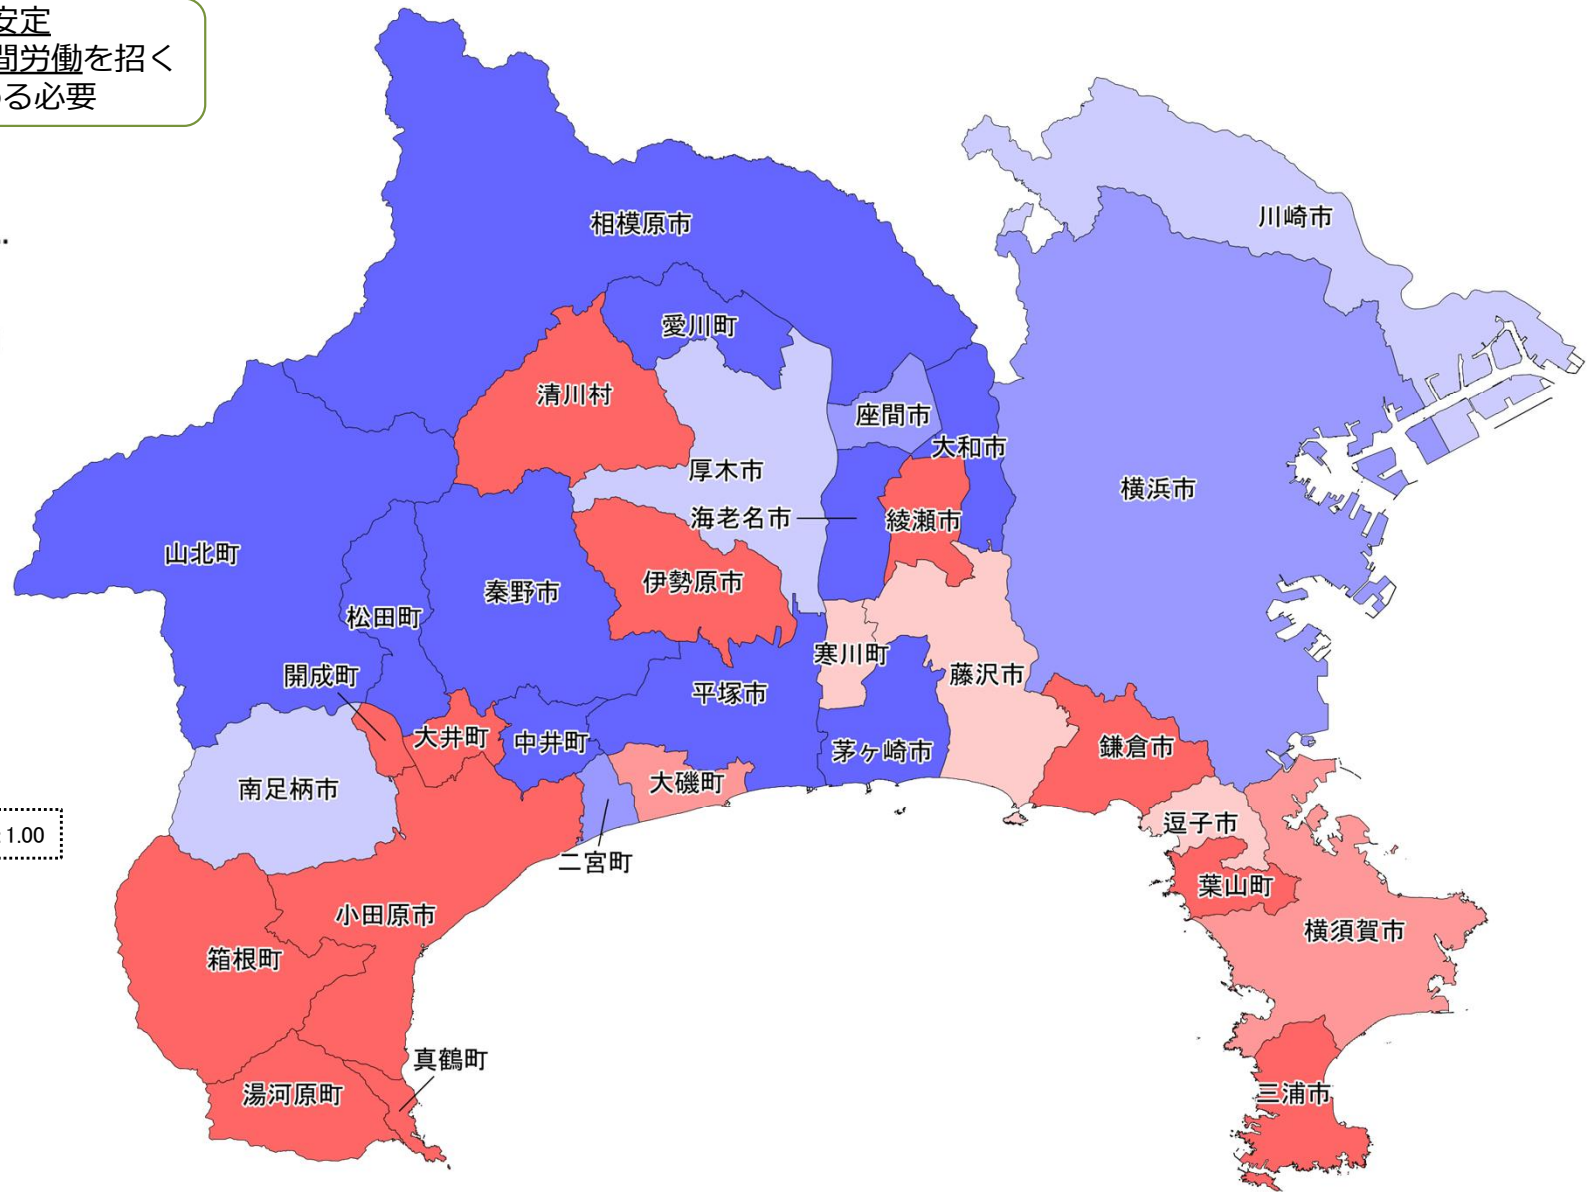 安定
間労働を招く
る必要
相模原市
川崎市
愛川町
清川村
座間市
大和市
厚木市
横浜市
海老名市
綾瀬市
山北町
伊勢原市
秦野市
松田町
寒川町
開成町
藤沢市
平塚市
大井町
中井町
茅ヶ崎市
鎌倉市
大磯町
南足柄市
逗子市
1.00
二宮町
葉山町
小田原市
横須賀市
箱根町
真鶴町
湯河原町
三浦市